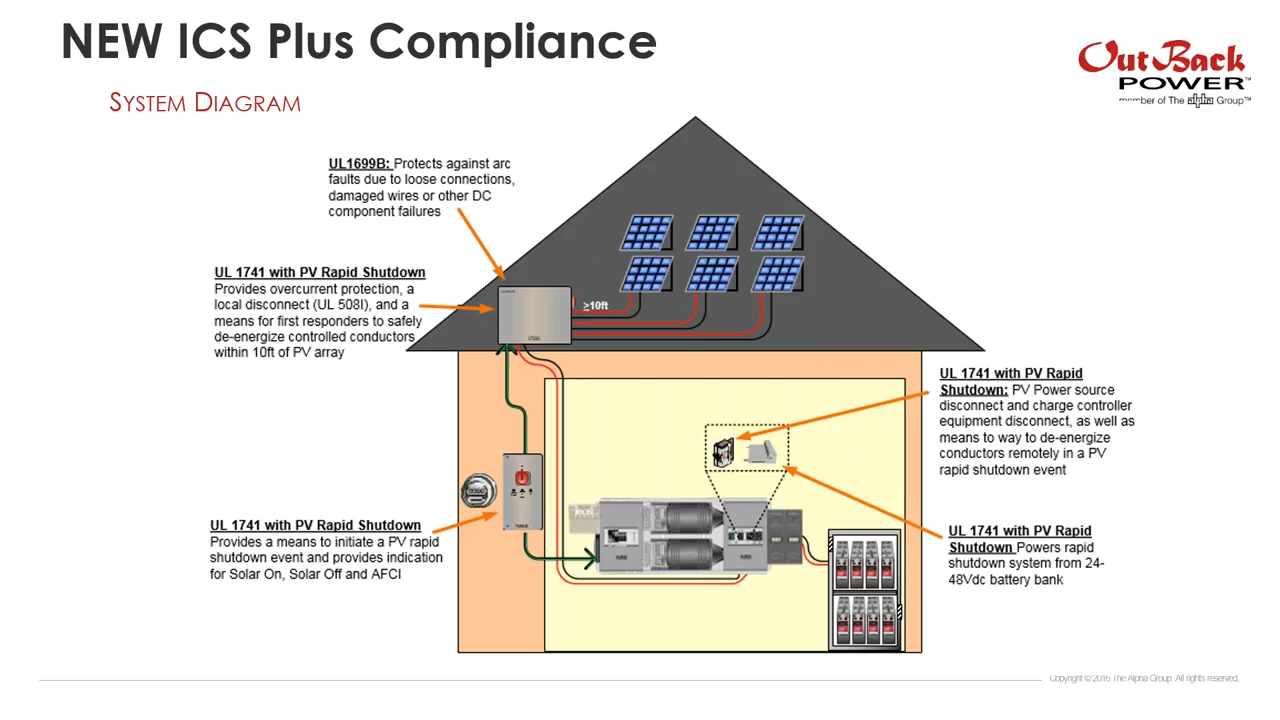 NEW ICS Plus Compliance
OutBack
POWER™
member of The alpha Group™
SYSTEM DIAGRAM
UL1699B: Protects against arc
faults due to loose connections,
damaged wires or other DC
component failures
UL 1741 with PV Rapid Shutdown
Provides overcurrent protection, a
local disconnect (UL 508I), and a
means for first responders to safely
de-energize controlled conductors
within 10ft of PV array
≥10ft
UL 1741 with PV Rapid
Shutdown: PV Power source
disconnect and charge controller
equipment disconnect, as well as
means to way to de-energize
conductors remotely in a PV
rapid shutdown event
UL 1741 with PV Rapid Shutdown
Provides a means to initiate a PV rapid
shutdown event and provides indication
for Solar On, Solar Off and AFCI
UL 1741 with PV Rapid
Shutdown Powers rapid
shutdown system from 24-
48Vdc battery bank
Copyright © 2016 The Alpha Group. All rights reserved.